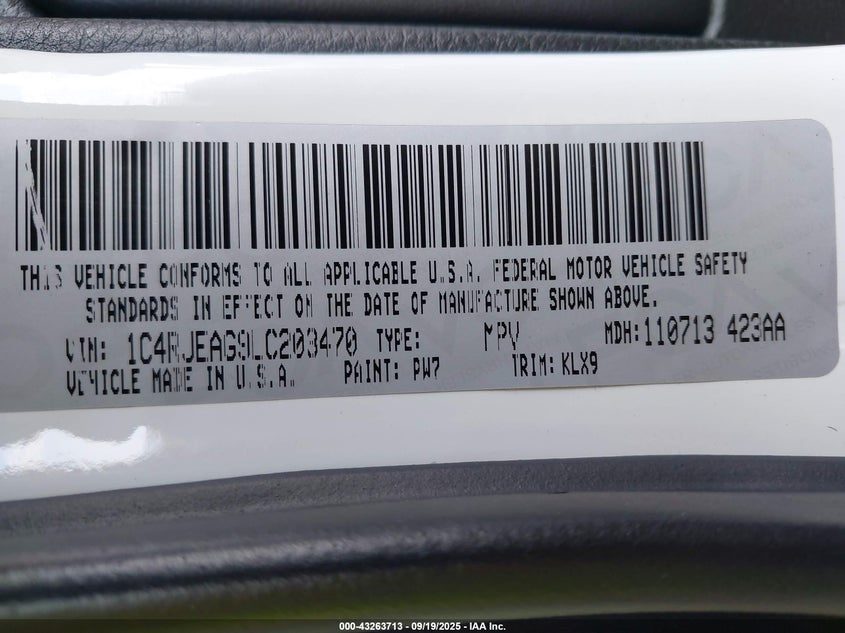 THIS VEHICLE CONFORMS TO ALL APPLICABLE U.S.A. FEDERAL MOTOR VEHICLE SAFETY
STANDARDS IN EFFECT ON THE DATE OF MANUFACTURE SHOWN ABOVE.
VIN: 1C4RJEAG9LC203470 TYPE: MPV MDH:110713 423AA
VEHICLE MADE IN U.S.A. PAINT: PW7 TRIM: KLX9
000-43263713 - 09/19/2025 - IAA Inc.